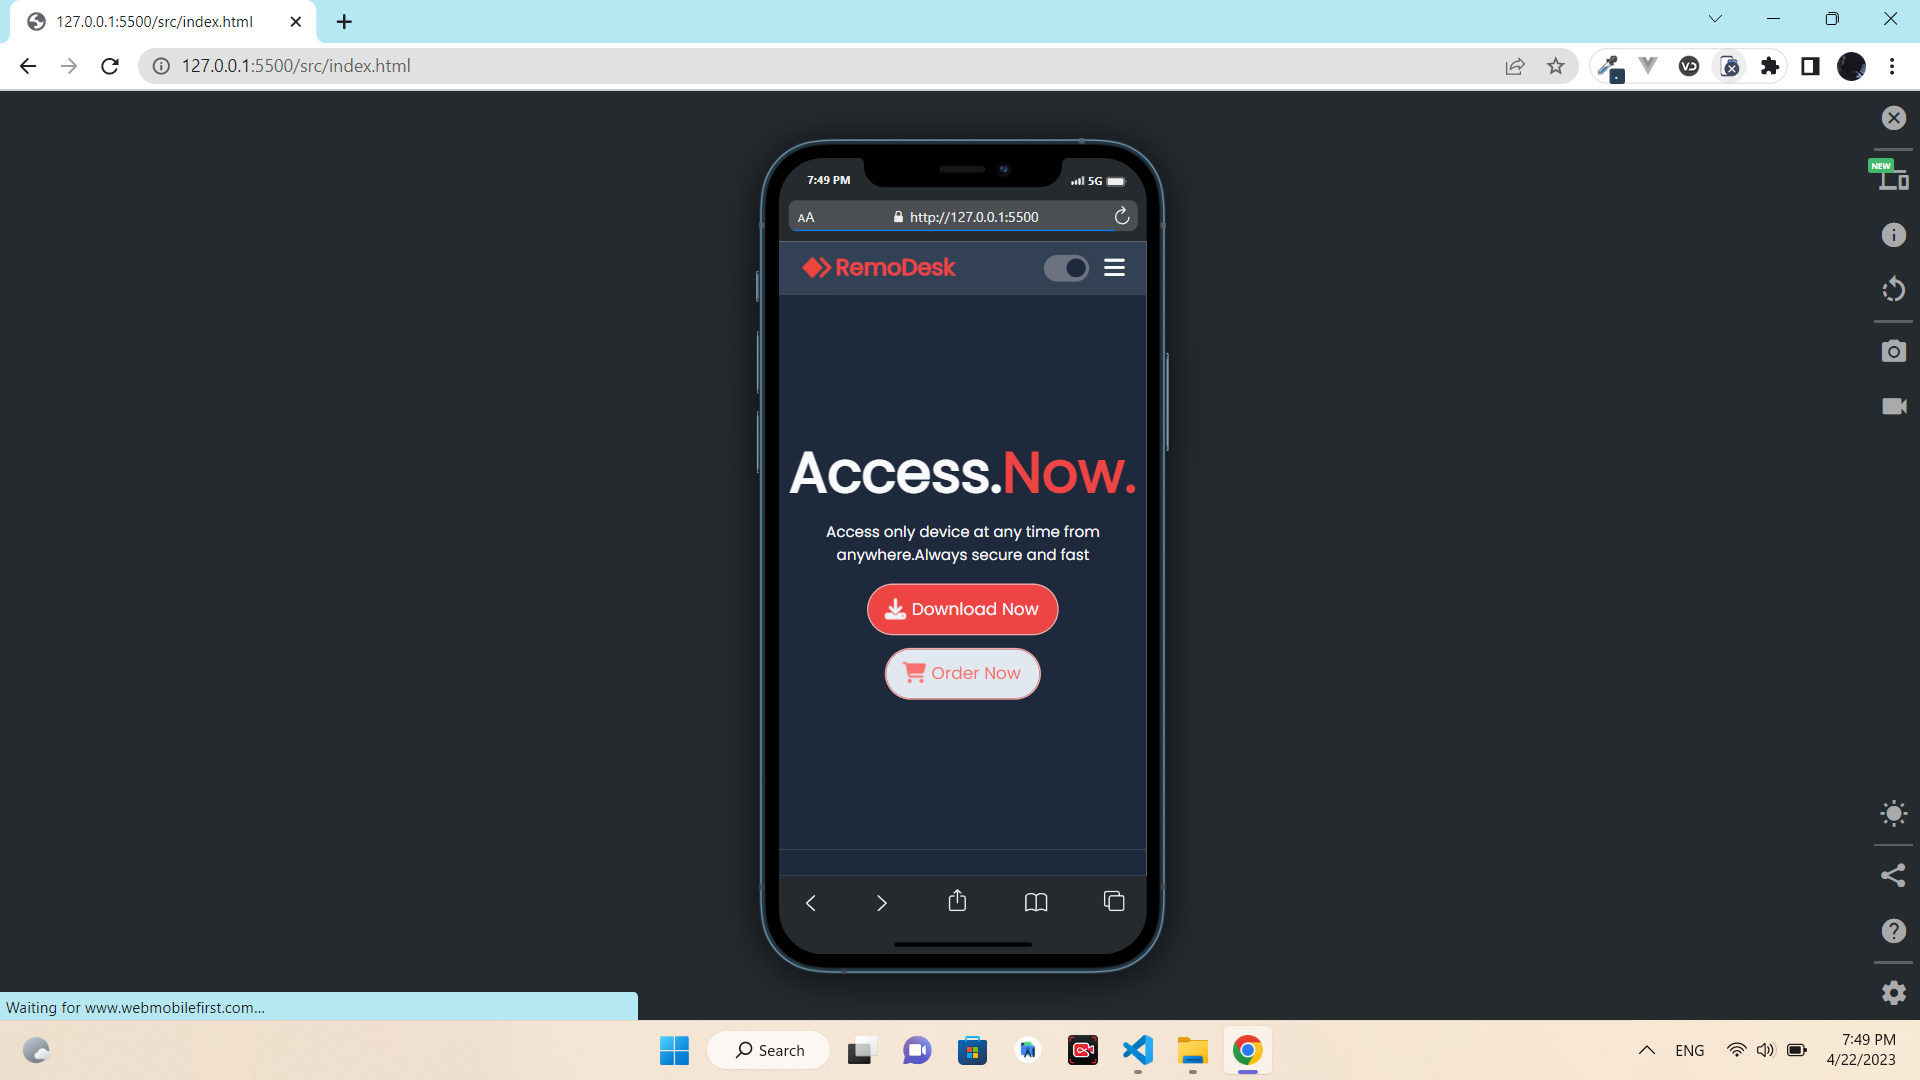 127.0.0.1:5500/src/index.html
127.0.0.1:5500/src/index.html
NEW
7:49 PM
5G
AA
http://127.0.0.1:5500
RemoDesk
Access.Now.
Access only device at any time from
anywhere.Always secure and fast
Download Now
Order Now
Waiting for www.webmobilefirst.com...
Search
ENG
7:49 PM
4/22/2023